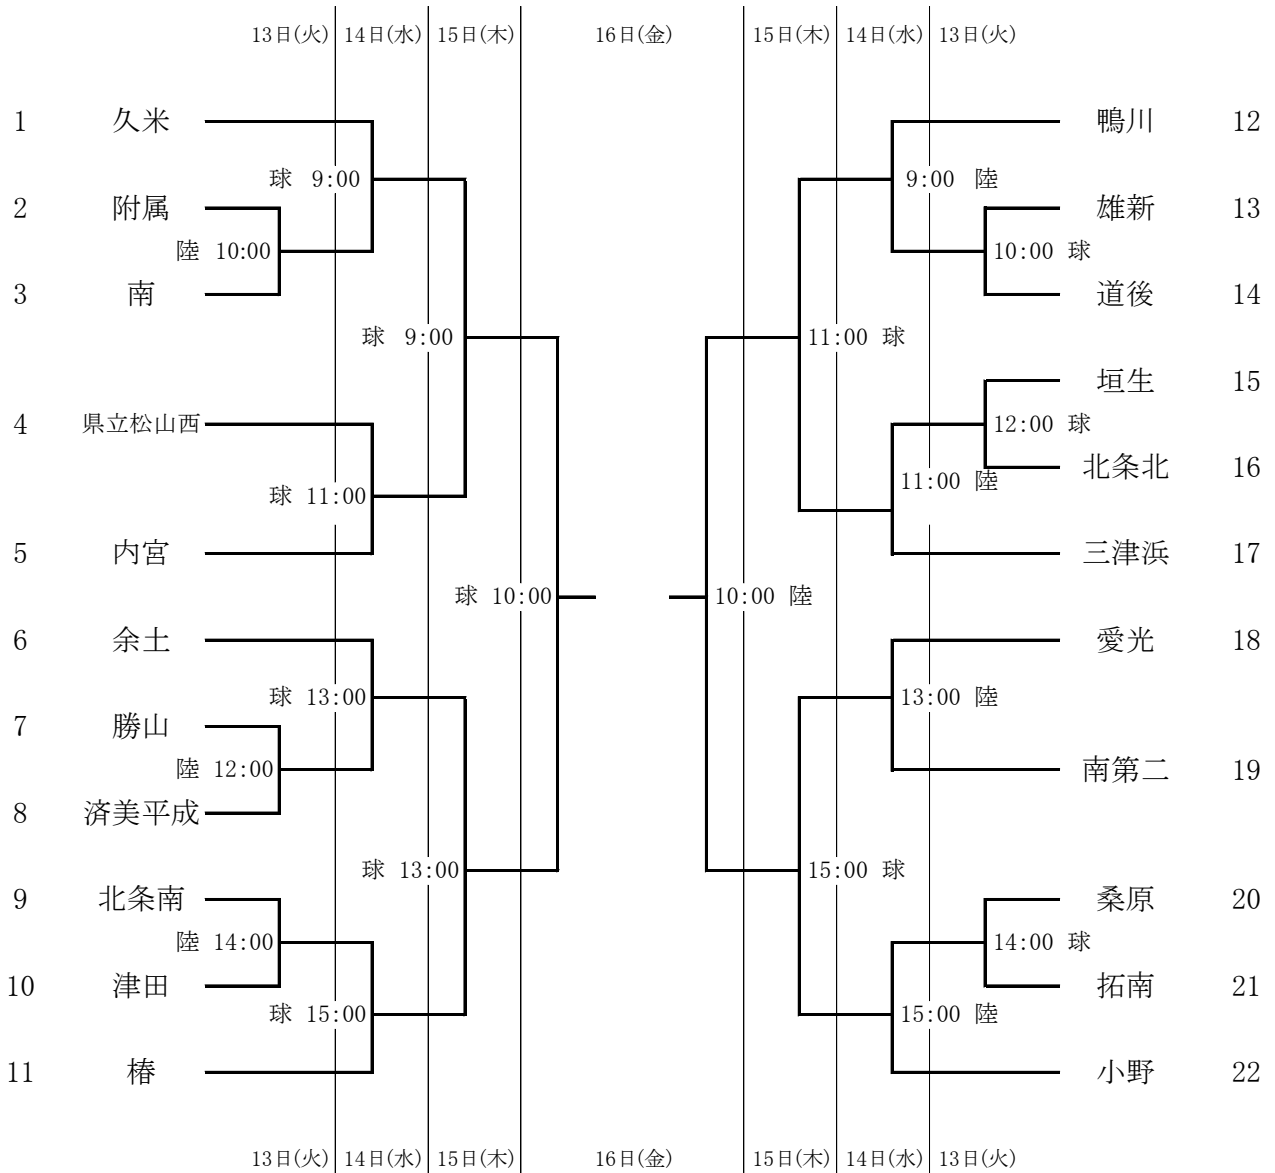 13日(火) 14日(水) 15日(木) 16日(金) 15日(木) 14日(水) 13日(火)
1 久米 鴨川 12
球 9:00 9:00 陸
2 附属 雄新 13
陸 10:00 10:00 球
3 南 道後 14
球 9:00 11:00 球
垣生 15
4 県立松山西 12:00 球
北条北 16
球 11:00 11:00 陸
5 内宮 三津浜 17
球 10:00 10:00 陸
6 余土 愛光 18
球 13:00 13:00 陸
7 勝山
陸 12:00 南第二 19
8 済美平成
球 13:00 15:00 球
9 北条南 桑原 20
陸 14:00 14:00 球
10 津田 拓南 21
球 15:00 15:00 陸
11 椿 小野 22
13日(火) 14日(水) 15日(木) 16日(金) 15日(木) 14日(水) 13日(火)